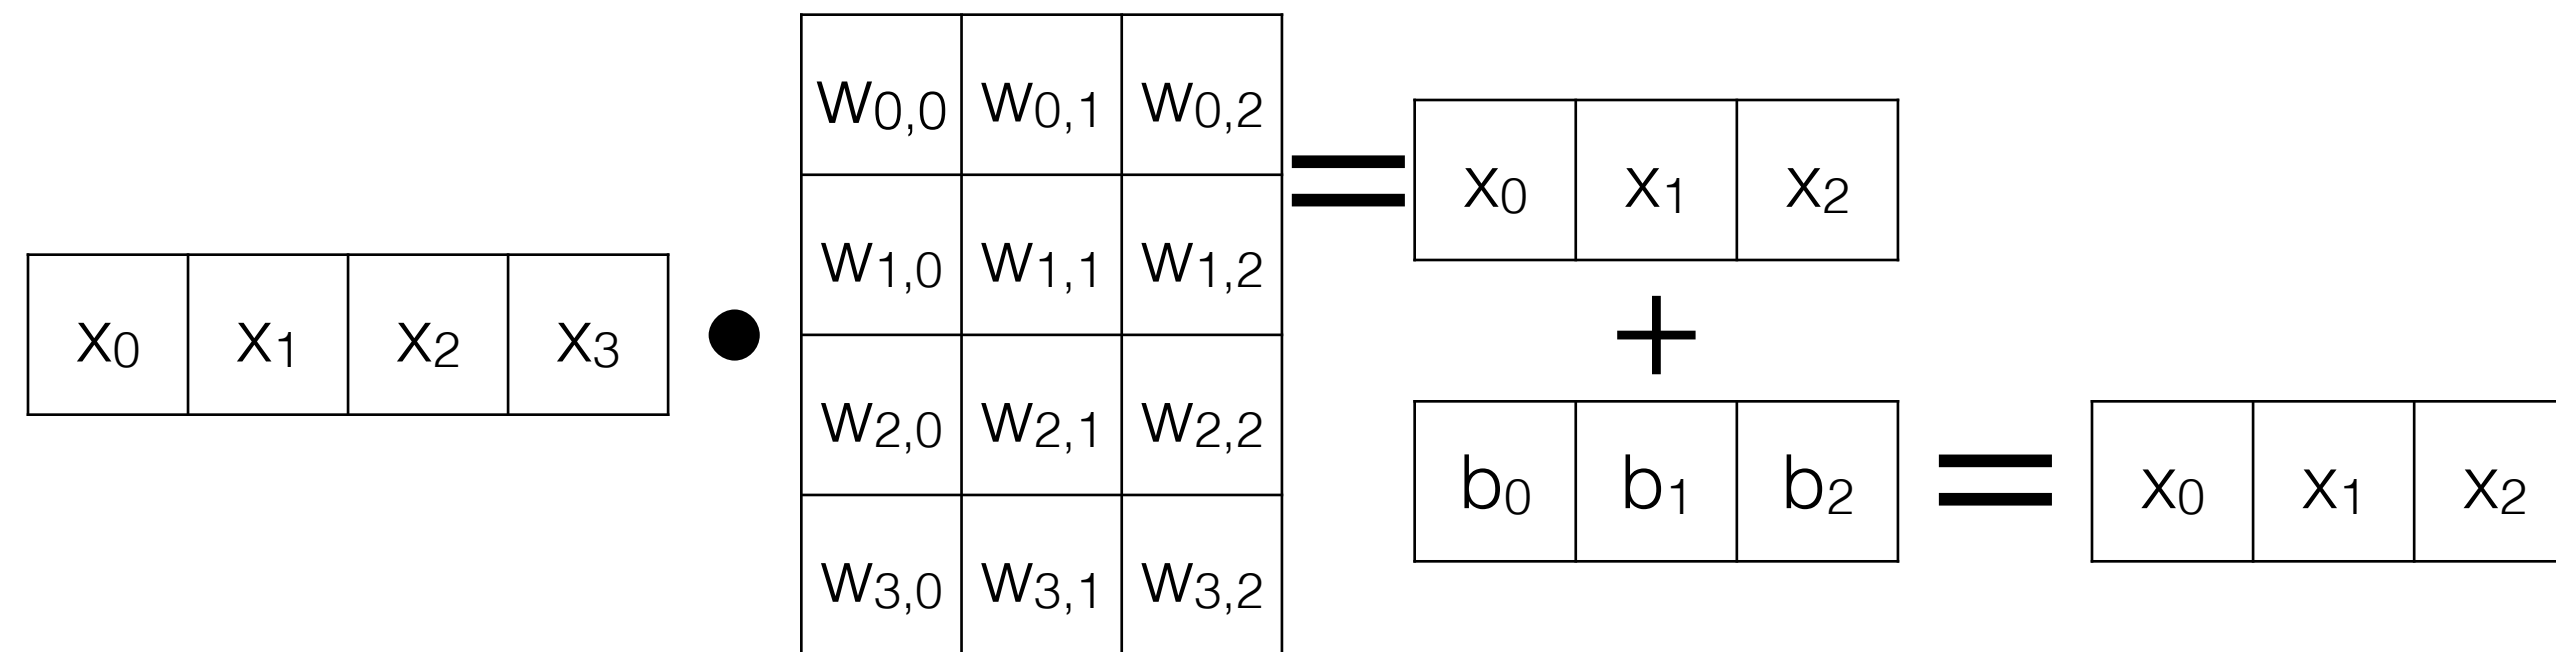 w0,0 w0,1 w0,2
= x0 x1 x2
w1,0 w1,1 w1,2
x0 x1 x2 x3 •
+
w2,0 w2,1 w2,2
b0 b1 b2 = x0 x1 x2
w3,0 w3,1 w3,2